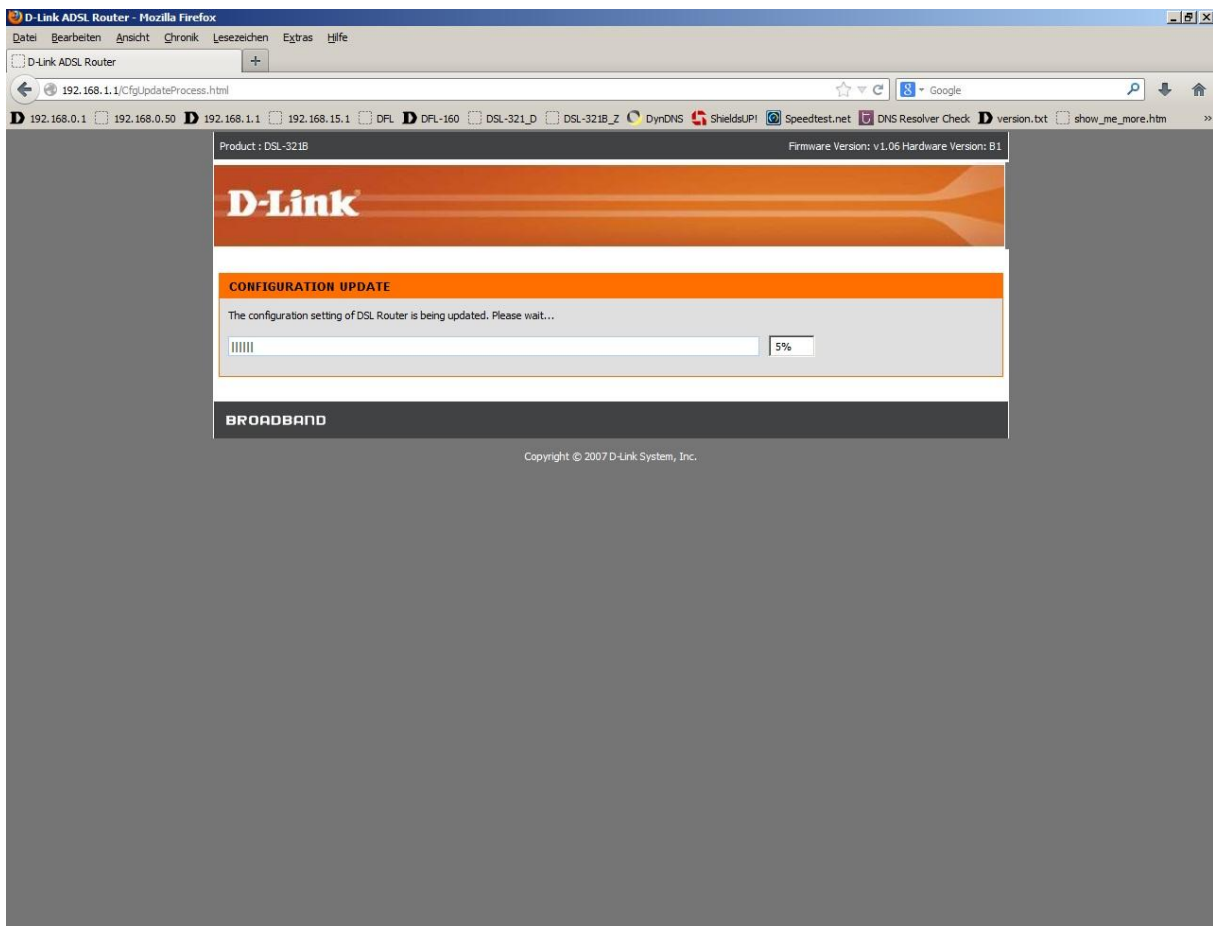 D-Link ADSL Router - Mozilla Firefox
Datei Bearbeiten Ansicht Chronik Lesezeichen Extras Hilfe
D-Link ADSL Router
192.168.1.1/CfgUpdateProcess.html
Google
192.168.0.1 192.168.0.50 192.168.1.1 192.168.15.1 DFL DFL-160 DSL-321_D DSL-321B_Z DynDNS ShieldsUP! Speedtest.net DNS Resolver Check version.txt show_me_more.htm
Product : DSL-321B Firmware Version: v1.06 Hardware Version: B1
D-Link
CONFIGURATION UPDATE
The configuration setting of DSL Router is being updated. Please wait...
5%
BROADBAND
Copyright © 2007 D-Link System, Inc.